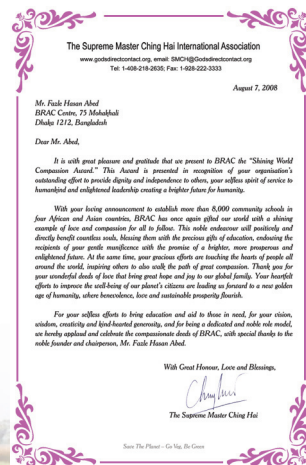 The Supreme Master Ching Hai International Association
www.godsdirectcontact.org, email: SMCH@Godsdirectcontact.org
Tel: 1-408-218-2635; Fax: 1-928-222-3333
August 7, 2008
Mr. Fazle Hasan Abed
BRAC Centre, 75 Mohakhali
Dhaka 1212, Bangladesh
Dear Mr. Abed,
It is with great pleasure and gratitude that we present to BRAC the "Shining World
Compassion Award." This Award is presented in recognition of your organisation's
outstanding effort to provide dignity and independence to others, your selfless spirit of service to
humankind and enlightened leadership creating a brighter future for humanity.
With your loving announcement to establish more than 8,000 community schools in
four African and Asian countries, BRAC has once again gifted our world with a shining
example of love and compassion for all to follow. This noble endeavour will positively and
directly benefit countless souls, blessing them with the precious gifts of education, endowing the
recipients of your gentle munificence with the promise of a brighter, more prosperous and
enlightened future. At the same time, your gracious efforts are touching the hearts of people all
around the world, inspiring others to also walk the path of great compassion. Thank you for
your wonderful deeds of love that bring great hope and joy to our global family. Your heartfelt
efforts to improve the well-being of our planet's citizens are leading us forward to a new golden
age of humanity, where benevolence, love and sustainable prosperity flourish.
For your selfless efforts to bring education and aid to those in need, for your vision,
wisdom, creativity and kind-hearted generosity, and for being a dedicated and noble role model,
we hereby applaud and celebrate the compassionate deeds of BRAC, with special thanks to the
noble founder and chairperson, Mr. Fazle Hasan Abed.
With Great Honour, Love and Blessings,
The Supreme Master Ching Hai
Save The Planet - Go Veg, Be Green